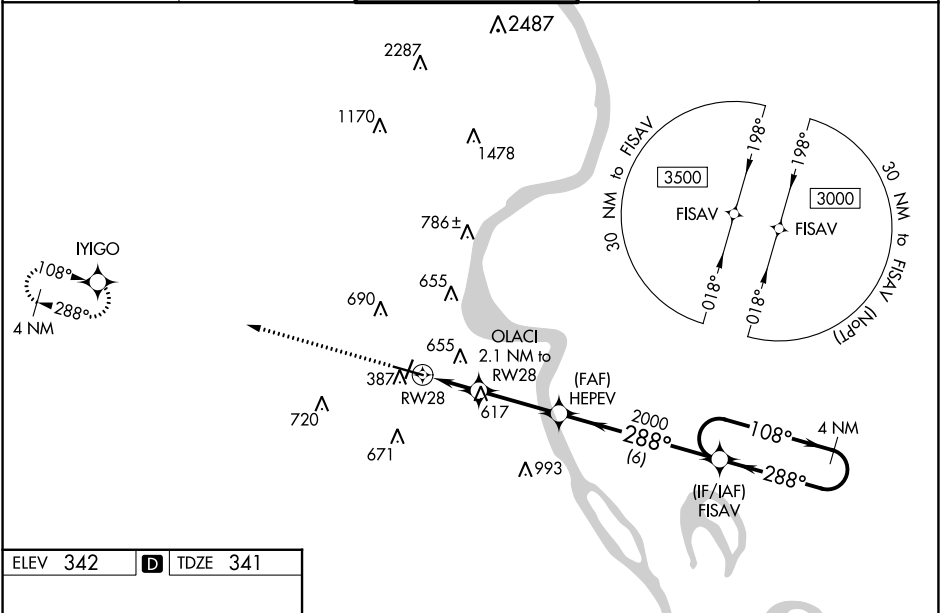 2487
2287
1170
1478
786±
IYIGO
108°
288°
4 NM
655
690
655
OLACI
2.1 NM to
RW28
387
RW28
617
720
671
(FAF)
HEPEV
2000
288°
(6)
993
108°
4 NM
288°
(IF/IAF)
FISAV
30 NM to FISAV
3500
198°
FISAV
018°
30 NM to FISAV (NoPT)
3000
198°
FISAV
018°
ELEV 342 D TDZE 341